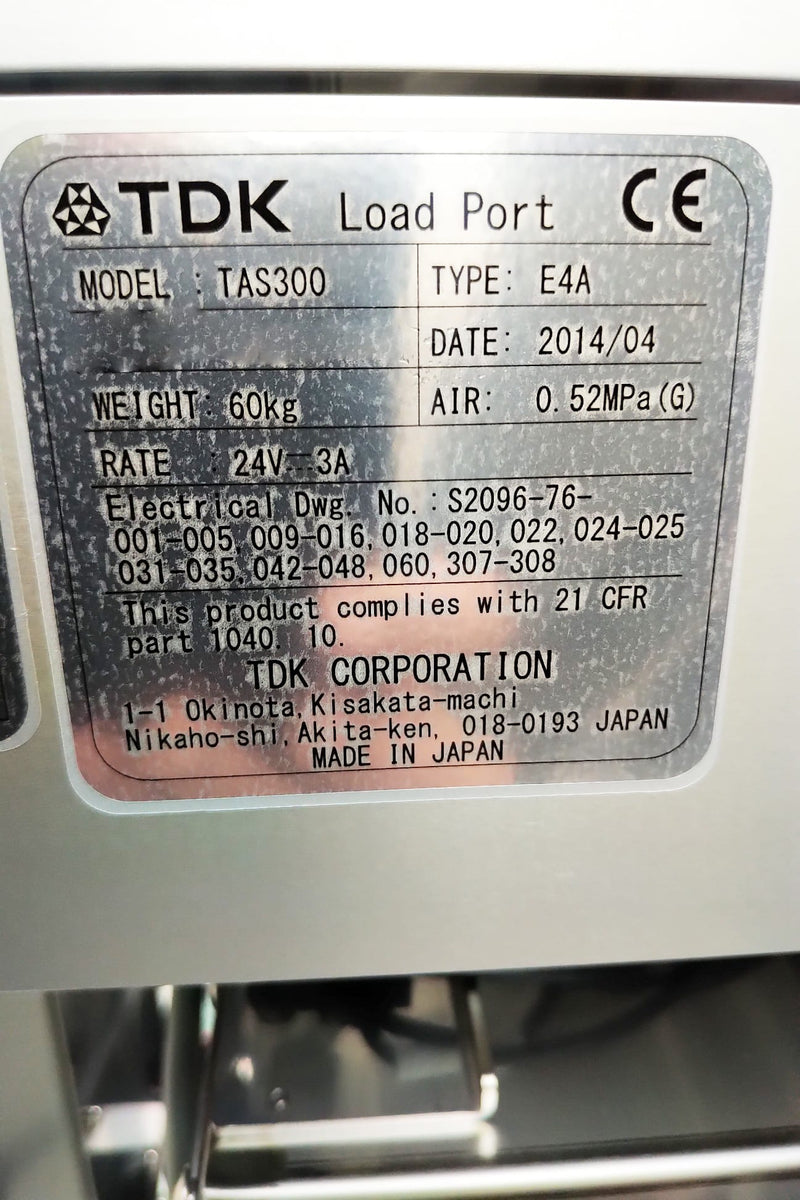 TDK Load Port CE
MODEL : TAS300 TYPE: E4A
DATE: 2014/04
WEIGHT: 60kg AIR: 0.52MPa(G)
RATE : 24V⎓3A
Electrical Dwg. No.:S2096-76-
001-005,009-016,018-020,022,024-025
031-035,042-048,060,307-308
This product complies with 21 CFR
part 1040. 10.
TDK CORPORATION
1-1 Okinota,Kisakata-machi
Nikaho-shi,Akita-ken, 018-0193 JAPAN
MADE IN JAPAN